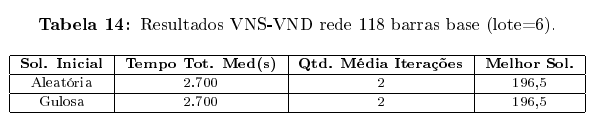 Tabela 14: Resultados VNS-VND rede 118 barras base (lote=6).
Sol. Inicial Tempo Tot. Med(s) Qtd. Média Iterações Melhor Sol.
Aleatória 2.700 2 196,5
Gulosa 2.700 2 196,5